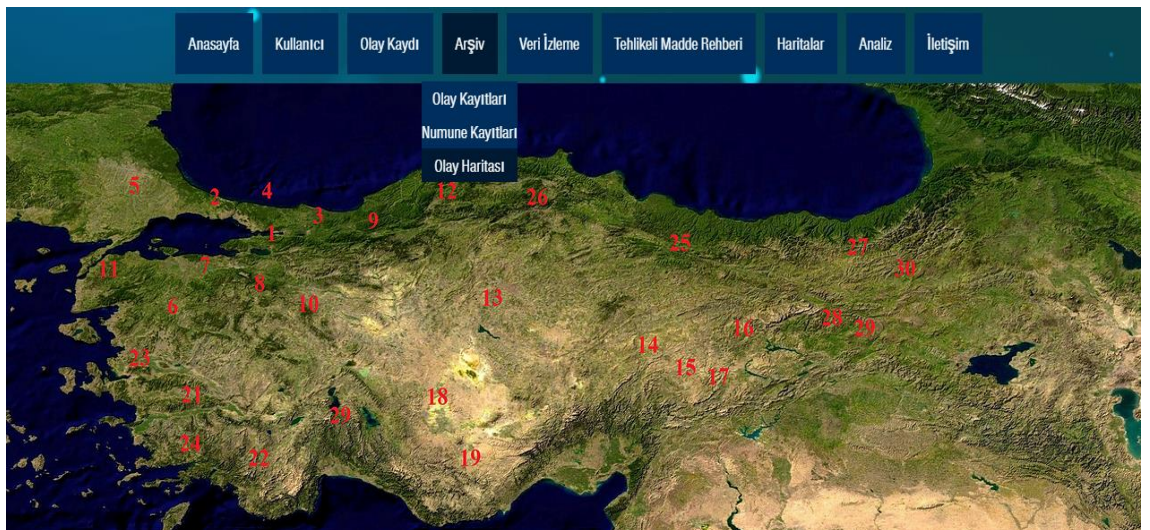 Anasayfa Kullanıcı Olay Kaydı Arşiv Veri İzleme Tehlikeli Madde Rehberi Haritalar Analiz İletişim
Olay Kayıtları
Numune Kayıtları
Olay Haritası
5 2 4 12 26
3 9
1 25 27
11 7 30
8
6 10 13
28
16 29
14
23 15 17
21 18
29
24 22 19